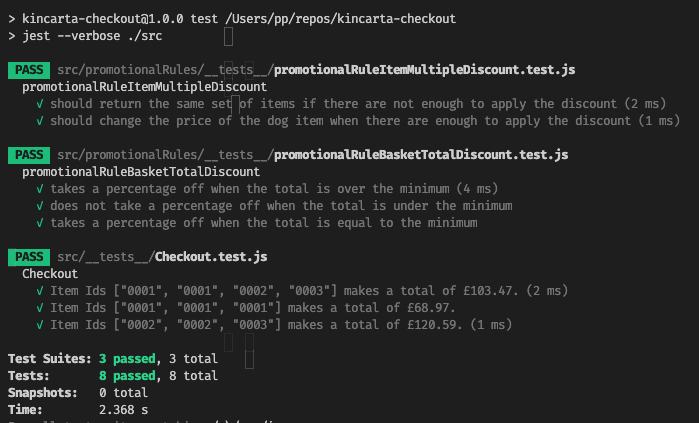 > kincarta-checkout@1.0.0 test /Users/pp/repos/kincarta-checkout
> jest --verbose ./src
PASS src/promotionalRules/__tests__/promotionalRuleItemMultipleDiscount.test.js
promotionalRuleItemMultipleDiscount
√ should return the same set of items if there are not enough to apply the discount (2 ms)
√ should change the price of the dog item when there are enough to apply the discount (1 ms)
PASS src/promotionalRules/__tests__/promotionalRuleBasketTotalDiscount.test.js
promotionalRuleBasketTotalDiscount
√ takes a percentage off when the total is over the minimum (4 ms)
√ does not take a percentage off when the total is under the minimum
√ takes a percentage off when the total is equal to the minimum
PASS src/__tests__/Checkout.test.js
Checkout
√ Item Ids ["0001", "0001", "0002", "0003"] makes a total of £103.47. (2 ms)
√ Item Ids ["0001", "0001", "0001"] makes a total of £68.97.
√ Item Ids ["0002", "0002", "0003"] makes a total of £120.59. (1 ms)
Test Suites: 3 passed, 3 total
Tests: 8 passed, 8 total
Snapshots: 0 total
Time: 2.368 s